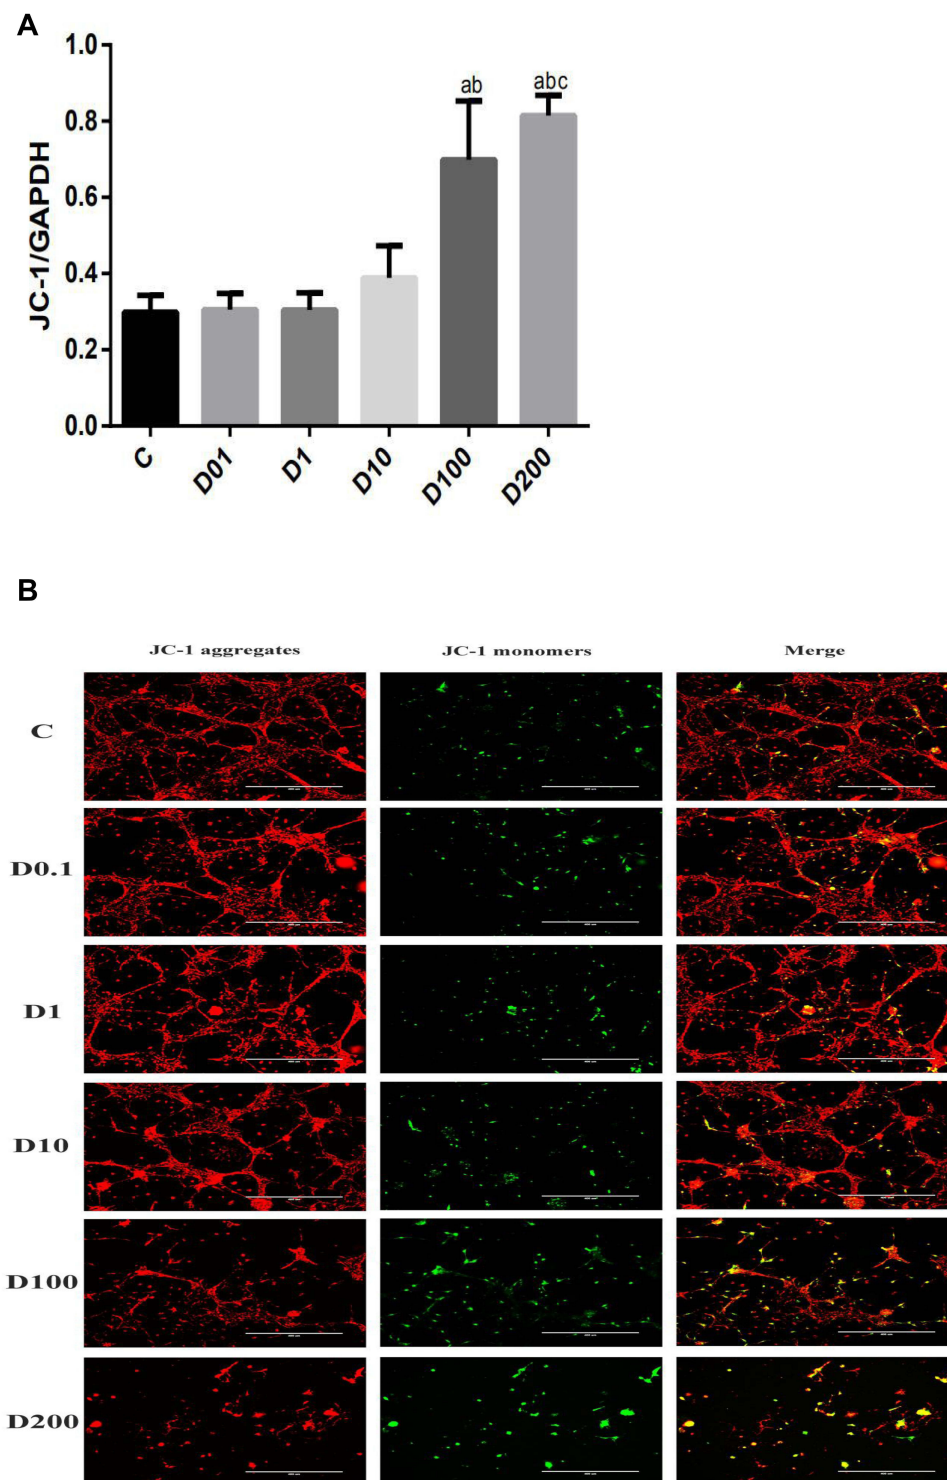 A
1.0
0.8
0.6
0.4
0.2
0.0
JC-1/GAPDH
ab
abc
C
D01
D1
D10
D100
D200
B
JC-1 aggregates
JC-1 monomers
Merge
C
D0.1
D1
D10
D100
D200